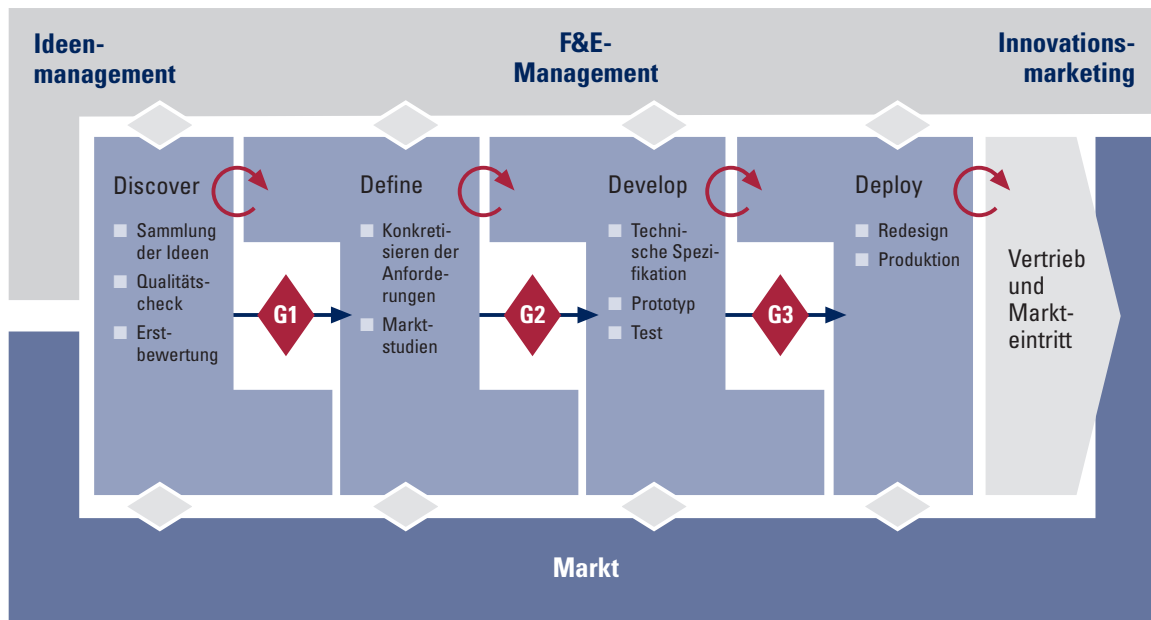 Ideen-
management
F&E-
Management
Innovations-
marketing
Discover
Sammlung
der Ideen
Qualitäts-
check
Erst-
bewertung
G1
Define
Konkreti-
sieren der
Anforde-
rungen
Markt-
studien
G2
Develop
Techni-
sche Spezi-
fikation
Prototyp
Test
G3
Deploy
Redesign
Produktion
Vertrieb
und
Markt-
eintritt
Markt